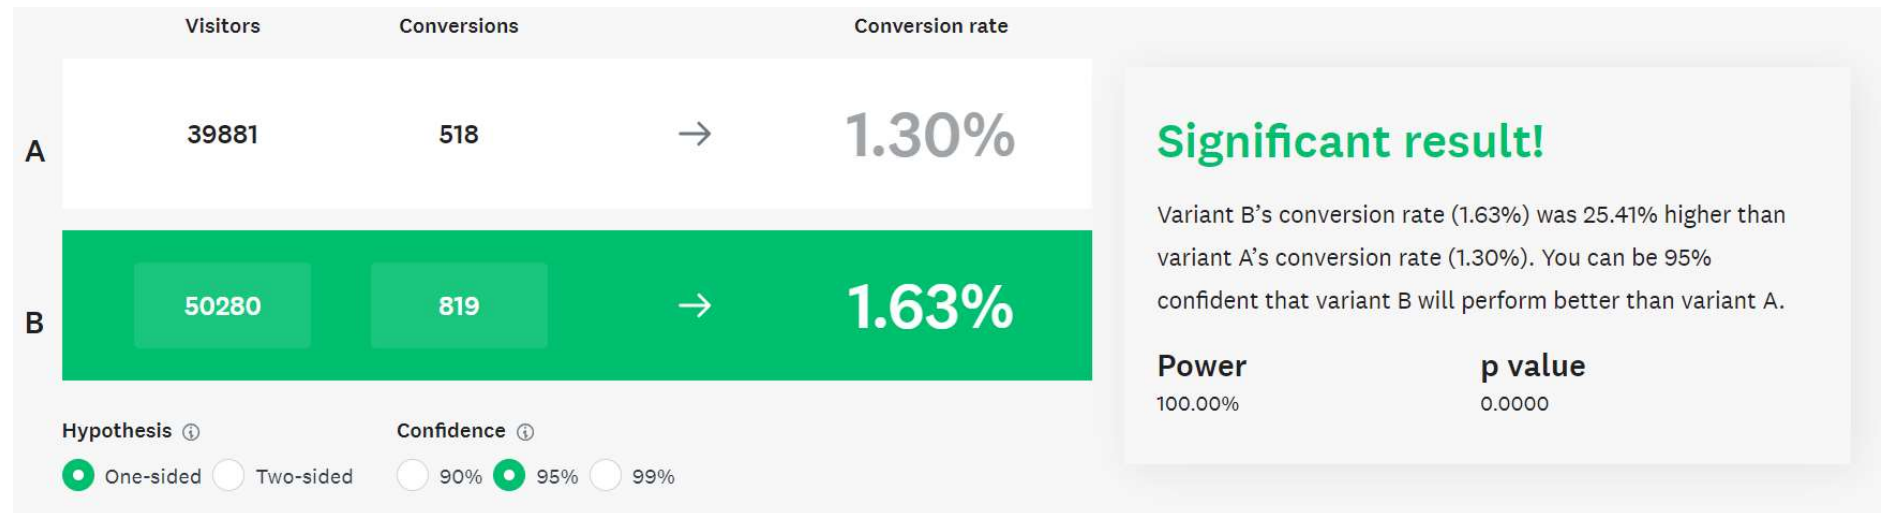 Visitors Conversions Conversion rate
A 39881 518 → 1.30%
B 50280 819 → 1.63%
Hypothesis Confidence
One-sided Two-sided 90% 95% 99%
Significant result!
Variant B’s conversion rate (1.63%) was 25.41% higher than
variant A’s conversion rate (1.30%). You can be 95%
confident that variant B will perform better than variant A.
Power p value
100.00% 0.0000